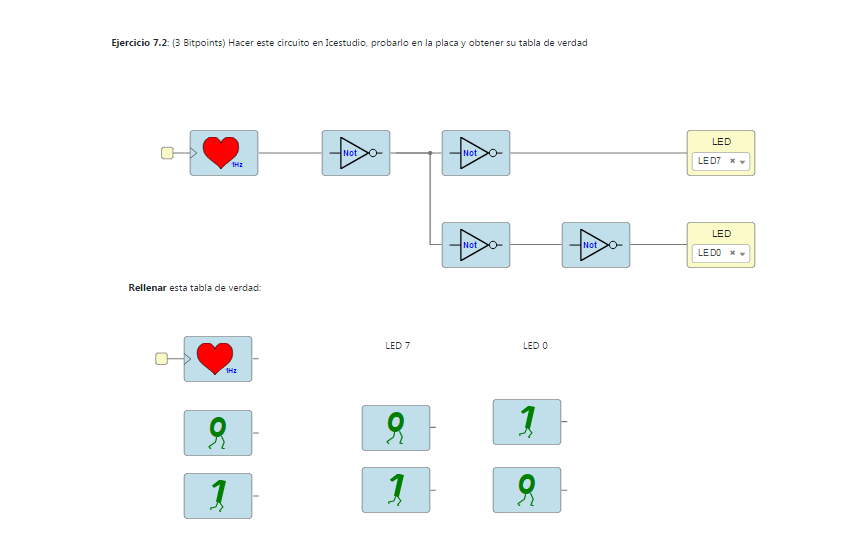 Ejercicio 7.2: (3 Bitpoints) Hacer este circuito en Icestudio, probarlo en la placa y obtener su tabla de verdad
1Hz
Not
Not
LED
LED7
Not
Not
LED
LED0
Rellenar esta tabla de verdad:
1Hz
LED 7
LED 0
0 0 1
1 1 0